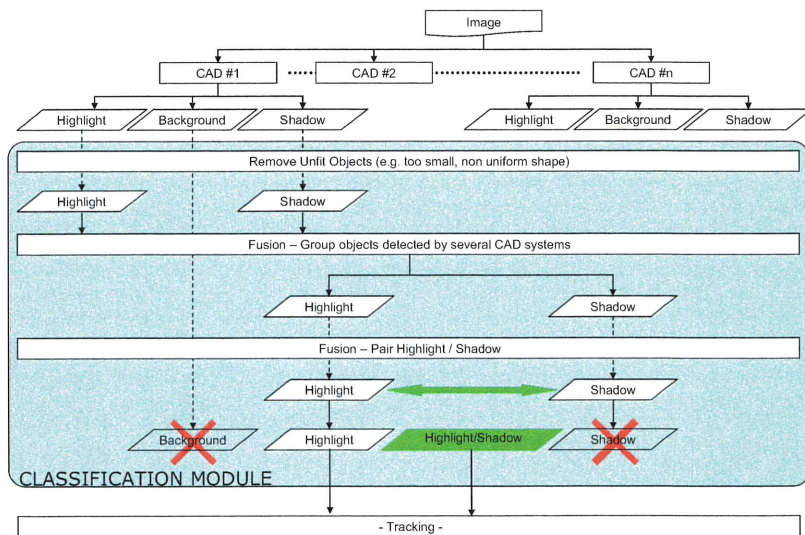 Image
CAD #1 CAD #2 CAD #n
Highlight Background Shadow Highlight Background Shadow
Remove Unfit Objects (e.g. too small, non uniform shape)
Highlight Shadow
Fusion – Group objects detected by several CAD systems
Highlight Shadow
Fusion – Pair Highlight / Shadow
Highlight Shadow
Background Highlight Highlight/Shadow Shadow
CLASSIFICATION MODULE
- Tracking -